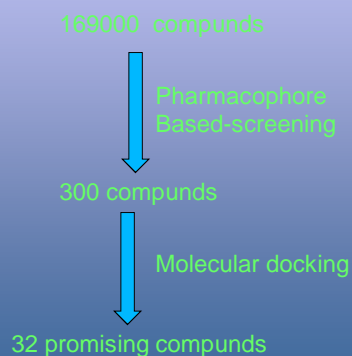 169000 compunds
Pharmacophore
Based-screening
300 compunds
Molecular docking
32 promising compunds